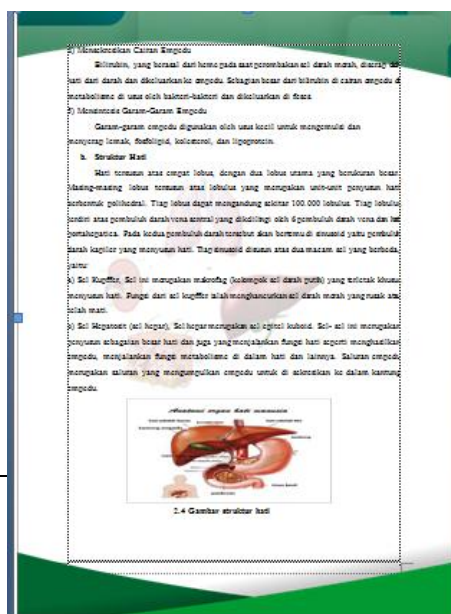 Mensekresikan Cairan Empedu
Bilirubin, yang berasal dari heme pada saat perombakan sel darah merah, diserap
hati dari darah dan dikeluarkan ke empedu. Sebagian besar dari bilirubin di cairan empedu di
metabolisme di usus oleh bakteri-bakteri dan dikeluarkan di feses.
Mensintesis Garam-Garam Empedu
Garam-garam empedu digunakan oleh usus kecil untuk mengemulsi dan
menyerap lemak, fosfolipid, kolesterol, dan lipoprotein.
b. Struktur Hati
Hati tersusun atas empat lobus, dengan dua lobus utama yang berukuran besar.
Masing-masing lobus tersusun atas lobulus yang merupakan unit-unit penyusun hati
berbentuk polihedral. Tiap lobus dapat mengandung sekitar 100.000 lobulus. Tiap lobulus
terdiri atas pembuluh darah vena sentral yang dikelilingi oleh 6 pembuluh darah vena dan
portahepatica. Pada kedua pembuluh darah tersebut akan bertemu di sinusoid yaitu pembuluh
darah kapiler yang menyusun hati. Tiap sinusoid disusun atas dua macam sel yang berbeda,
yaitu:
a) Sel Kupffer, Sel ini merupakan makrofag (kelompok sel darah putih) yang terletak khusus
menyusun hati. Fungsi dari sel kupffer ialah menghancurkan sel darah merah yang rusak atau
telah mati.
Sel Hepatosit (sel hepar), Sel hepar merupakan sel epitel kuboid. Sel- sel ini merupakan
penyusun sebagaian besar hati dan juga yang menjalankan fungsi hati seperti menghasilkan
empedu, menjalankan fungsi metabolisme di dalam hati dan lainnya. Saluran empedu
merupakan saluran yang mengumpulkan empedu untuk di sekresikan ke dalam kantung
empedu.
Anatomi organ hati manusia
2.4 Gambar struktur hati